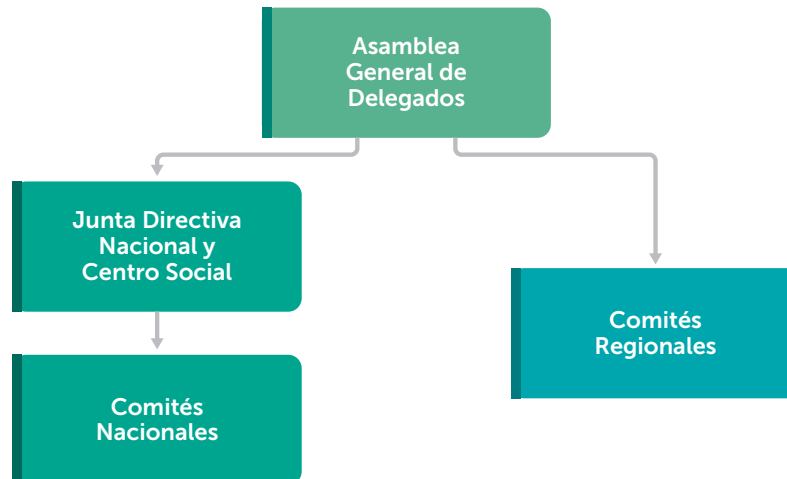 Asamblea
General de
Delegados
Junta Directiva
Nacional y
Centro Social
Comités
Regionales
Comités
Nacionales